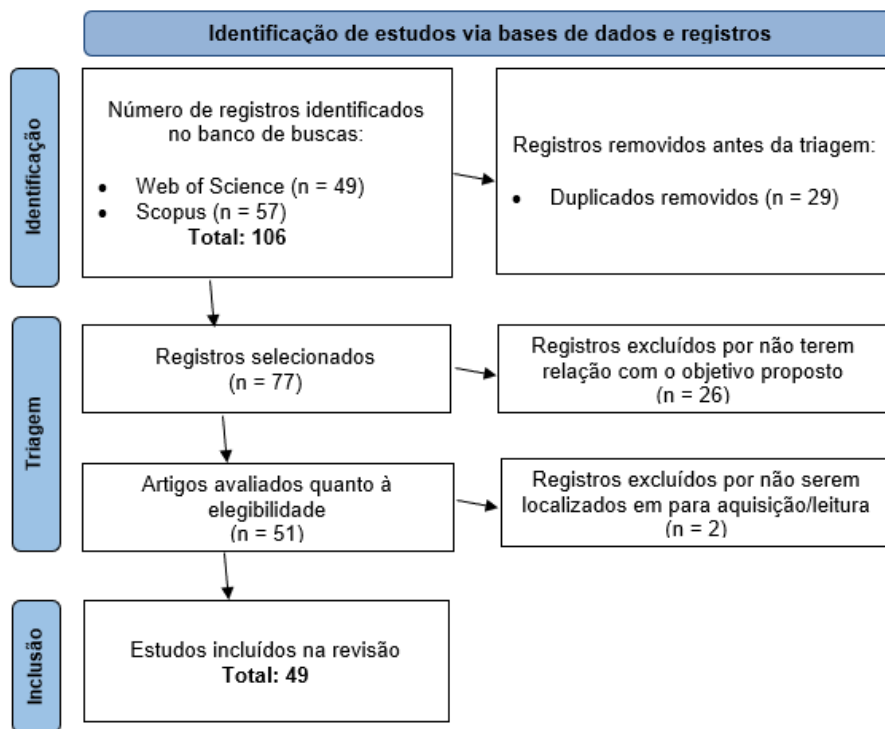 Identificação de estudos via bases de dados e registros
Identificação
Número de registros identificados
no banco de buscas:
• Web of Science (n = 49)
• Scopus (n = 57)
Total: 106
Registros removidos antes da triagem:
• Duplicados removidos (n = 29)
Triagem
Registros selecionados
(n = 77)
Registros excluídos por não terem
relação com o objetivo proposto
(n = 26)
Artigos avaliados quanto à
elegibilidade
(n = 51)
Registros excluídos por não serem
localizados em para aquisição/leitura
(n = 2)
Inclusão
Estudos incluídos na revisão
Total: 49